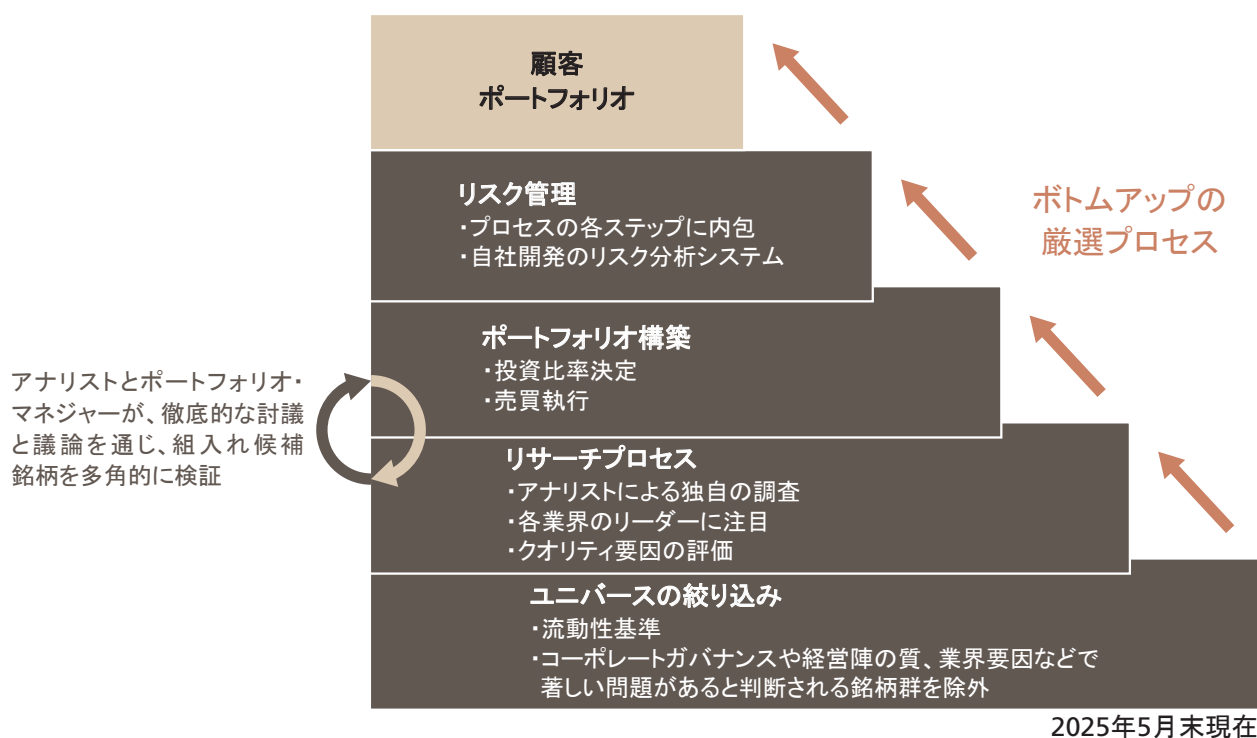 顧客
ポートフォリオ
リスク管理
・プロセスの各ステップに内包
・自社開発のリスク分析システム
ボトムアップの
厳選プロセス
ポートフォリオ構築
・投資比率決定
・売買執行
アナリストとポートフォリオ・
マネジャーが、徹底的な討議
と議論を通じ、組入れ候補
銘柄を多角的に検証
リサーチプロセス
・アナリストによる独自の調査
・各業界のリーダーに注目
・クオリティ要因の評価
ユニバースの絞り込み
・流動性基準
・コーポレートガバナンスや経営陣の質、業界要因などで
著しい問題があると判断される銘柄群を除外
2025年5月末現在